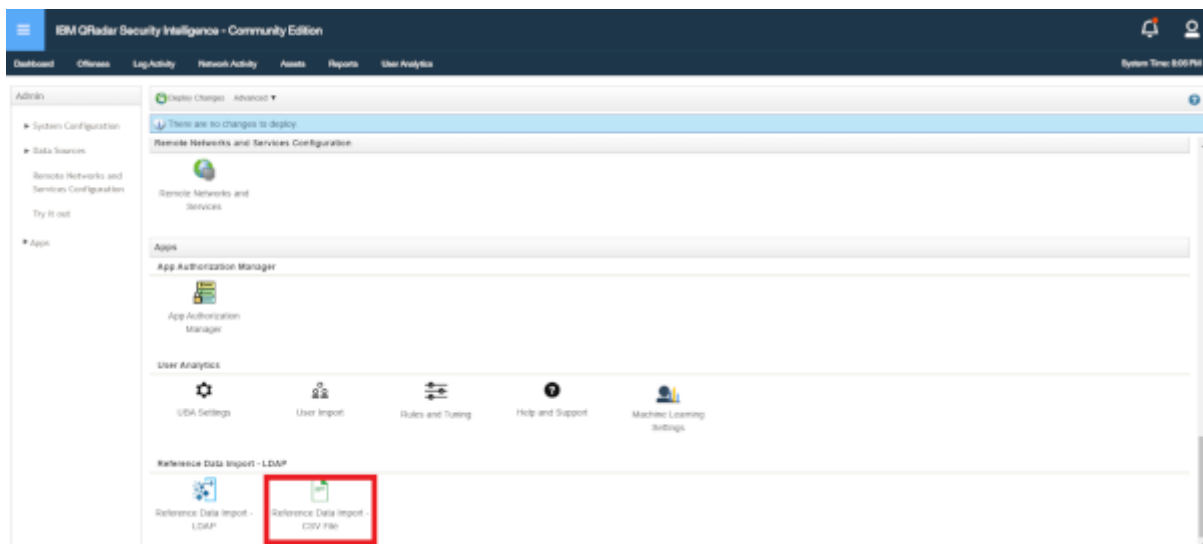 IBM QRadar Security Intelligence - Community Edition
Dashboard Offenses Log Activity Network Activity Assets Reports User Analytics System Time: 8:06 PM
Admin
Deploy Changes Advanced ▼
There are no changes to deploy.
System Configuration
Data Sources
Remote Networks and
Services Configuration
Try it out
Apps
Remote Networks and Services Configuration
Remote Networks and
Services
Apps
App Authorization Manager
App Authorization
Manager
User Analytics
UBA Settings
User Import
Rules and Tuning
Help and Support
Machine Learning
Settings
Reference Data Import - LDAP
Reference Data Import -
LDAP
Reference Data Import -
CSV File